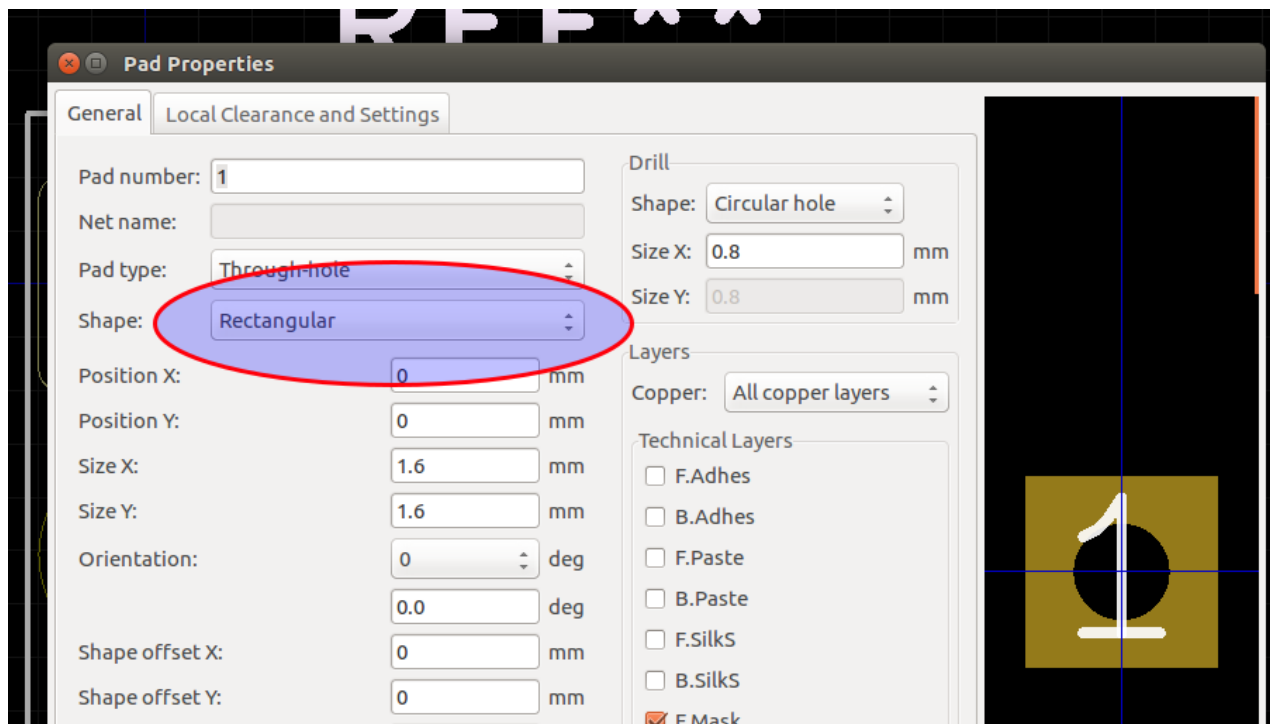 REF**
Pad Properties
General Local Clearance and Settings
Pad number: 1
Net name:
Pad type: Through-hole
Shape: Rectangular
Position X: 0 mm
Position Y: 0 mm
Size X: 1.6 mm
Size Y: 1.6 mm
Orientation: 0 deg
0.0 deg
Shape offset X: 0 mm
Shape offset Y: 0 mm
Drill
Shape: Circular hole
Size X: 0.8 mm
Size Y: 0.8 mm
Layers
Copper: All copper layers
Technical Layers
F.Adhes
B.Adhes
F.Paste
B.Paste
F.SilkS
B.SilkS
F.Mask
1